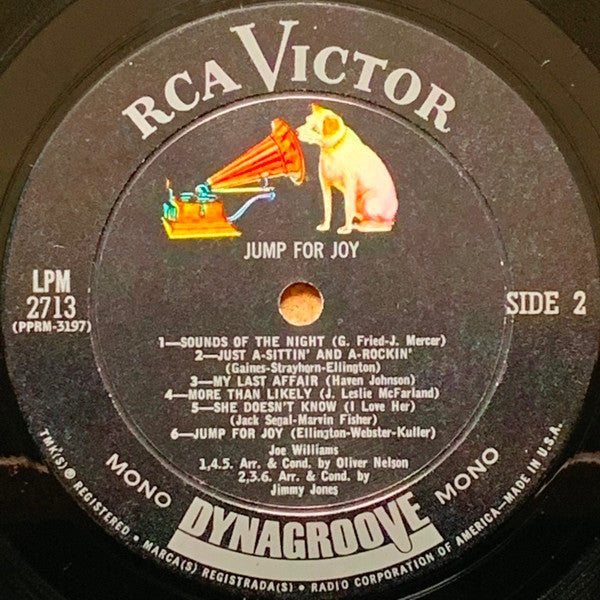 RCA VICTOR
JUMP FOR JOY
LPM
2713
(PPRM-3197)
SIDE 2
1—SOUNDS OF THE NIGHT (G. Fried-J. Mercer)
2—JUST A-SITTIN' AND A-ROCKIN'
(Gaines-Strayhorn-Ellington)
3—MY LAST AFFAIR (Haven Johnson)
4—MORE THAN LIKELY (J. Leslie McFarland)
5—SHE DOESN'T KNOW (I Love Her)
(Jack Segal-Marvin Fisher)
6—JUMP FOR JOY (Ellington-Webster-Kuller)
Joe Williams
1,4,5. Arr. & Cond. by Oliver Nelson
2,3,6. Arr. & Cond. by
Jimmy Jones
MONO
DYNAGROOVE
MONO
TMK(S) ® REGISTERED • MARCA(S) REGISTRADA(S) • RADIO CORPORATION OF AMERICA—MADE IN U.S.A.